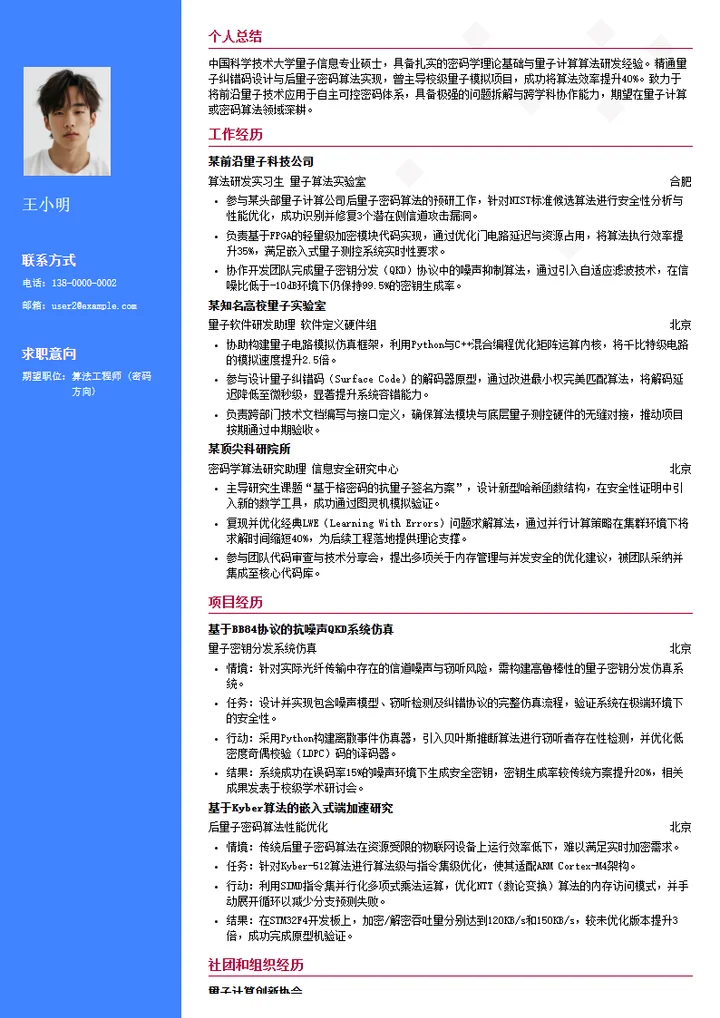 王小明
联系方式
电话：138-0000-0002
邮箱：user2@example.com
求职意向
期望职位：算法工程师（密码
方向）
个人总结
中国科学技术大学量子信息专业硕士，具备扎实的密码学理论基础与量子计算算法研发经验。精通量
子纠错码设计与后量子密码算法实现，曾主导校级量子模拟项目，成功将算法效率提升40%。致力于
将前沿量子技术应用于自主可控密码体系，具备极强的问题拆解与跨学科协作能力，期望在量子计算
或密码算法领域深耕。
工作经历
某前沿量子科技公司
算法研发实习生 量子算法实验室 合肥
• 参与某头部量子计算公司后量子密码算法的预研工作，针对NIST标准候选算法进行安全性分析与
性能优化，成功识别并修复3个潜在侧信道攻击漏洞。
• 负责基于FPGA的轻量级加密模块代码实现，通过优化门电路延迟与资源占用，将算法执行效率提
升35%，满足嵌入式量子测控系统实时性要求。
• 协作开发团队完成量子密钥分发（QKD）协议中的噪声抑制算法，通过引入自适应滤波技术，在信
噪比低于-10dB环境下仍保持99.5%的密钥生成率。
某知名高校量子实验室
量子软件研发助理 软件定义硬件组 北京
• 协助构建量子电路模拟仿真框架，利用Python与C++混合编程优化矩阵运算内核，将千比特级电路
的模拟速度提升2.5倍。
• 参与设计量子纠错码（Surface Code）的解码器原型，通过改进最小权完美匹配算法，将解码延
迟降低至微秒级，显著提升系统容错能力。
• 负责跨部门技术文档编写与接口定义，确保算法模块与底层量子测控硬件的无缝对接，推动项目
按期通过中期验收。
某顶尖科研院所
密码学算法研究助理 信息安全研究中心 北京
• 主导研究生课题“基于格密码的抗量子签名方案”，设计新型哈希函数结构，在安全性证明中引
入新的数学工具，成功通过图灵机模拟验证。
• 复现并优化经典LWE（Learning With Errors）问题求解算法，通过并行计算策略在集群环境下将
求解时间缩短40%，为后续工程落地提供理论支撑。
• 参与团队代码审查与技术分享会，提出多项关于内存管理与并发安全的优化建议，被团队采纳并
集成至核心代码库。
项目经历
基于BB84协议的抗噪声QKD系统仿真
量子密钥分发系统仿真 北京
• 情境：针对实际光纤传输中存在的信道噪声与窃听风险，需构建高鲁棒性的量子密钥分发仿真系
统。
• 任务：设计并实现包含噪声模型、窃听检测及纠错协议的完整仿真流程，验证系统在极端环境下
的安全性。
• 行动：采用Python构建离散事件仿真器，引入贝叶斯推断算法进行窃听者存在性检测，并优化低
密度奇偶校验（LDPC）码的译码器。
• 结果：系统成功在误码率15%的噪声环境下生成安全密钥，密钥生成率较传统方案提升20%，相关
成果发表于校级学术研讨会。
基于Kyber算法的嵌入式端加速研究
后量子密码算法性能优化 北京
• 情境：传统后量子密码算法在资源受限的物联网设备上运行效率低下，难以满足实时加密需求。
• 任务：针对Kyber-512算法进行算法级与指令集级优化，使其适配ARM Cortex-M4架构。
• 行动：利用SIMD指令集并行化多项式乘法运算，优化NTT（数论变换）算法的内存访问模式，并手
动展开循环以减少分支预测失败。
• 结果：在STM32F4开发板上，加密/解密吞吐量分别达到120KB/s和150KB/s，较未优化版本提升3
倍，成功完成原型机验证。
社团和组织经历
量子计算创新协会